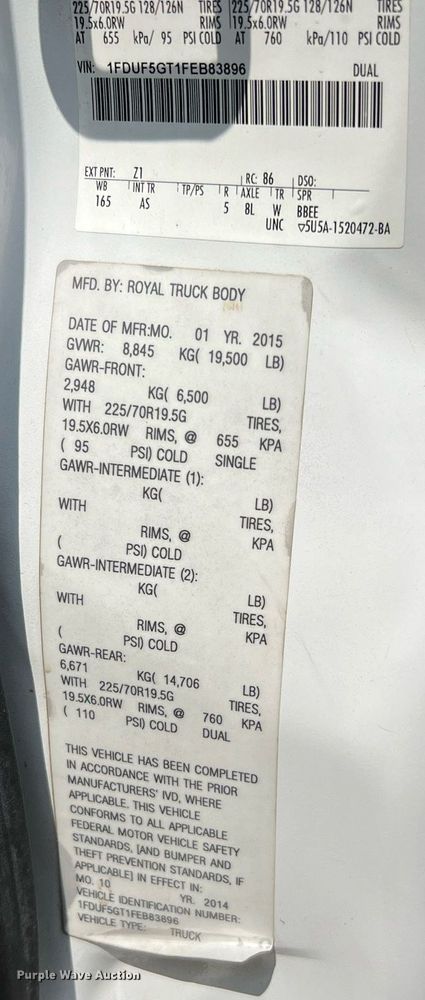 225/70R19.5G 128/126N TIRES 225/70R19.5G 128/126N TIRES
19.5x6.0RW RIMS 19.5x6.0RW RIMS
AT 655 kPa/ 95 PSI COLD AT 760 kPa/110 PSI COLD
VIN: 1FDUF5GT1FEB83896 DUAL
EXT PNT: Z1 RC: 86 DSO:
WB INT TR TP/PS R AXLE TR SPR
165 AS 5 8L W BBEE
UNC ▽5U5A-1520472-BA
MFD. BY: ROYAL TRUCK BODY
DATE OF MFR:MO. 01 YR. 2015
GVWR: 8,845 KG( 19,500 LB)
GAWR-FRONT:
2,948 KG( 6,500 LB)
WITH 225/70R19.5G TIRES,
19.5X6.0RW RIMS, @ 655 KPA
( 95 PSI) COLD SINGLE
GAWR-INTERMEDIATE (1):
KG( LB)
WITH TIRES,
RIMS, @ KPA
( PSI) COLD
GAWR-INTERMEDIATE (2):
KG( LB)
WITH TIRES,
RIMS, @ KPA
( PSI) COLD
GAWR-REAR:
6,671 KG( 14,706 LB)
WITH 225/70R19.5G TIRES,
19.5X6.0RW RIMS, @ 760 KPA
( 110 PSI) COLD DUAL
THIS VEHICLE HAS BEEN COMPLETED
IN ACCORDANCE WITH THE PRIOR
MANUFACTURERS' IVD, WHERE
APPLICABLE. THIS VEHICLE
CONFORMS TO ALL APPLICABLE
FEDERAL MOTOR VEHICLE SAFETY
STANDARDS, [AND BUMPER AND
THEFT PREVENTION STANDARDS, IF
APPLICABLE] IN EFFECT IN:
MO. 10 YR. 2014
VEHICLE IDENTIFICATION NUMBER:
1FDUF5GT1FEB83896
VEHICLE TYPE: TRUCK
Purple Wave Auction